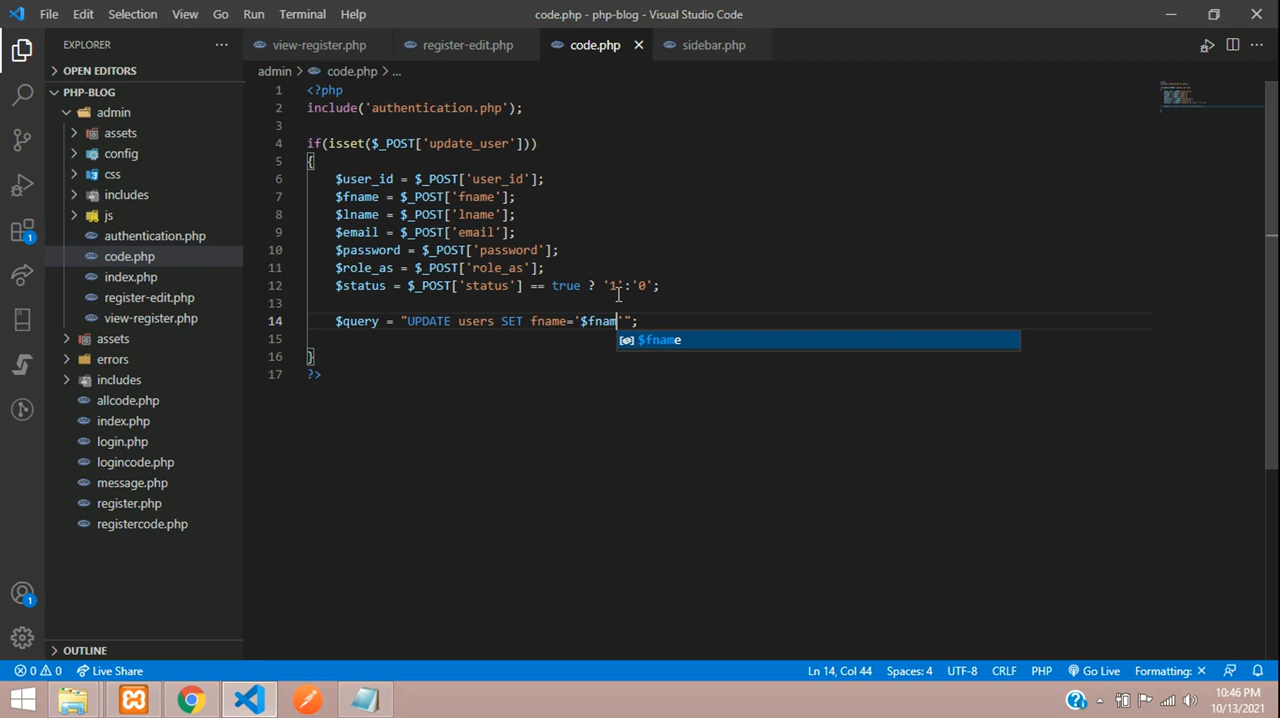 File Edit Selection View Go Run Terminal Help code.php - php-blog - Visual Studio Code
EXPLORER ... view-register.php register-edit.php code.php sidebar.php
OPEN EDITORS
admin > code.php > ...
PHP-BLOG
admin
assets
config
css
includes
js
authentication.php
code.php
index.php
register-edit.php
view-register.php
assets
errors
includes
allcode.php
index.php
login.php
logincode.php
message.php
register.php
registercode.php
OUTLINE
1 <?php
2 include('authentication.php');
3
4 if(isset($_POST['update_user']))
5 {
6 $user_id = $_POST['user_id'];
7 $fname = $_POST['fname'];
8 $lname = $_POST['lname'];
9 $email = $_POST['email'];
10 $password = $_POST['password'];
11 $role_as = $_POST['role_as'];
12 $status = $_POST['status'] == true ? '1':'0';
13
14 $query = "UPDATE users SET fname='$fnam'";
$fname
15
16 }
17 ?>
1
1
0 0 Live Share Ln 14, Col 44 Spaces: 4 UTF-8 CRLF PHP Go Live Formatting: ×
10:46 PM
10/13/2021